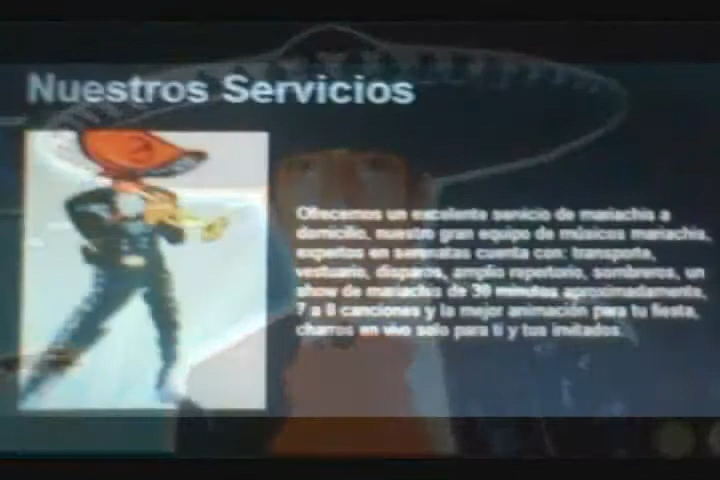 Nuestros Servicios
Ofrecemos un excelente servicio de mariachis a
domicilio, nuestro gran equipo de músicos mariachis,
expertos en serenatas cuenta con: transporte,
vestuario, disparos, amplio repertorio, sombreros, un
show de mariachis de 30 minutos aproximadamente,
7 a 8 canciones y la mejor animación para tu fiesta,
charros en vivo solo para ti y tus invitados.